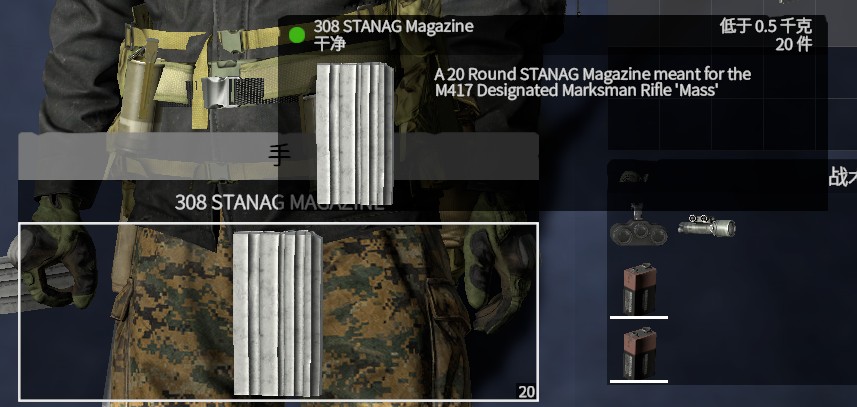 308 STANAG Magazine
干净
低于 0.5 千克
20 件
A 20 Round STANAG Magazine meant for the
M417 Designated Marksman Rifle 'Mass'
手
308 STANAG MAGAZINE
战
20